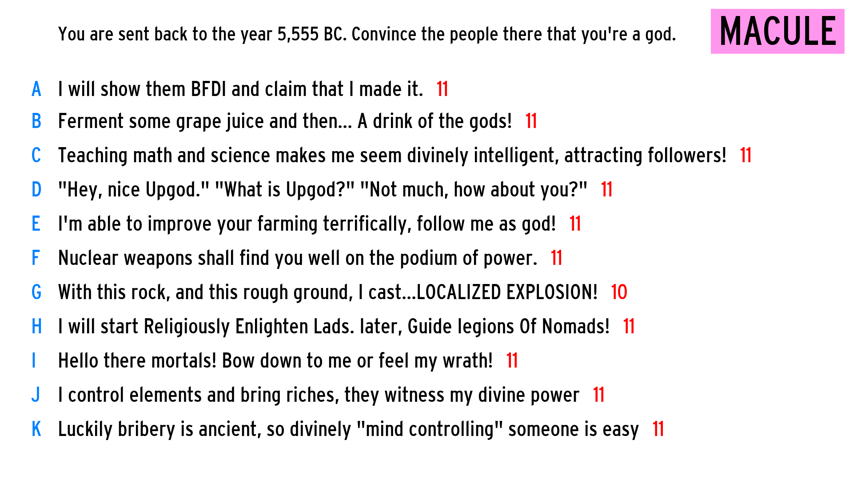 You are sent back to the year 5,555 BC. Convince the people there that you're a god. MACULE
A I will show them BFDI and claim that I made it. 11
B Ferment some grape juice and then... A drink of the gods! 11
C Teaching math and science makes me seem divinely intelligent, attracting followers! 11
D "Hey, nice Upgod." "What is Upgod?" "Not much, how about you?" 11
E I'm able to improve your farming terrifically, follow me as god! 11
F Nuclear weapons shall find you well on the podium of power. 11
G With this rock, and this rough ground, I cast...LOCALIZED EXPLOSION! 10
H I will start Religiously Enlighten Lads. later, Guide legions Of Nomads! 11
I Hello there mortals! Bow down to me or feel my wrath! 11
J I control elements and bring riches, they witness my divine power 11
K Luckily bribery is ancient, so divinely "mind controlling" someone is easy 11